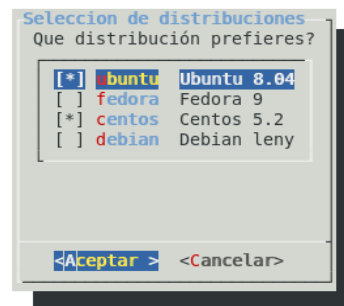 Seleccion de distribuciones
Que distribución prefieres?
[*] ubuntu Ubuntu 8.04
[ ] fedora Fedora 9
[*] centos Centos 5.2
[ ] debian Debian leny
<Aceptar > <Cancelar>